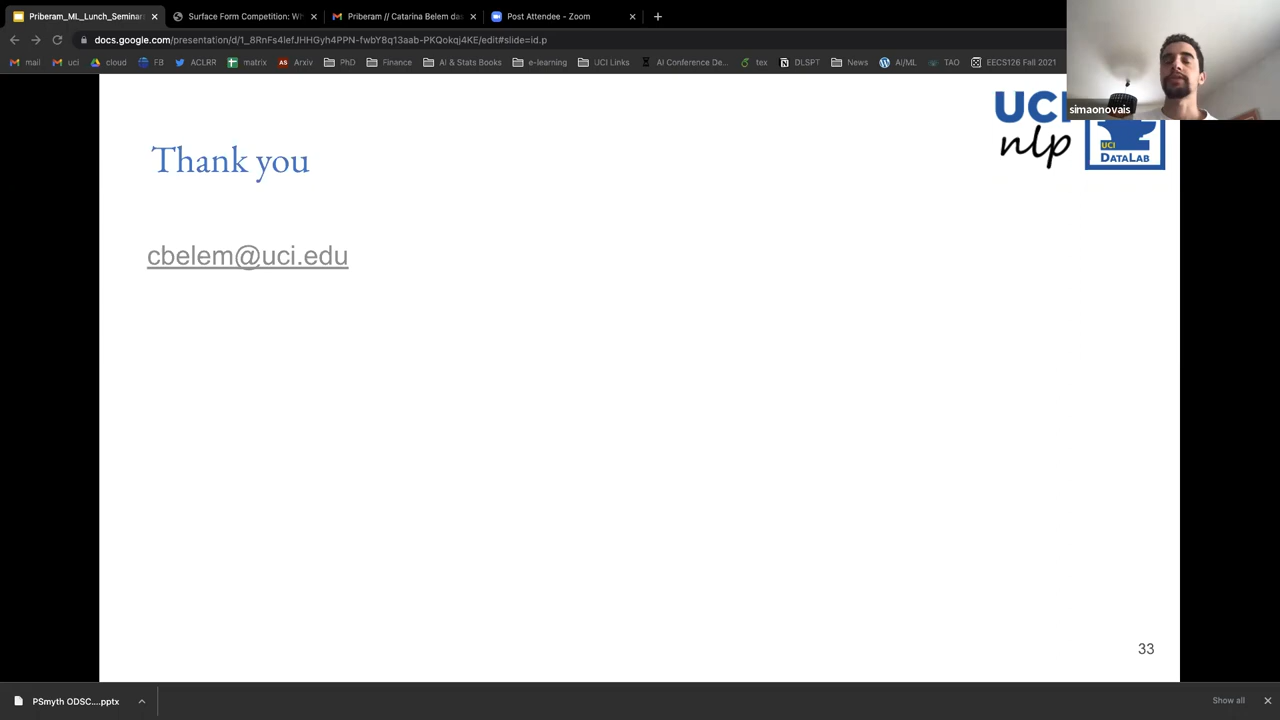 Priberam_ML_Lunch_Seminar
Surface Form Competition: Wh
Priberam // Catarina Belem das
Post Attendee - Zoom
docs.google.com/presentation/d/1_8RnFs4IefJHHGyh4PPN-fwbY8q13aab-PKQokqj4KE/edit#slide=id.p
mail
uci
cloud
FB
ACLRR
matrix
Arxiv
PhD
Finance
AI & Stats Books
e-learning
UCI Links
AI Conference De...
tex
DLSPT
News
AI/ML
TAO
EECS126 Fall 2021
simaonovais
UCI
nlp
UCI
DATALAB
Thank you
cbelem@uci.edu
33
PSmyth ODSC....pptx
Show all